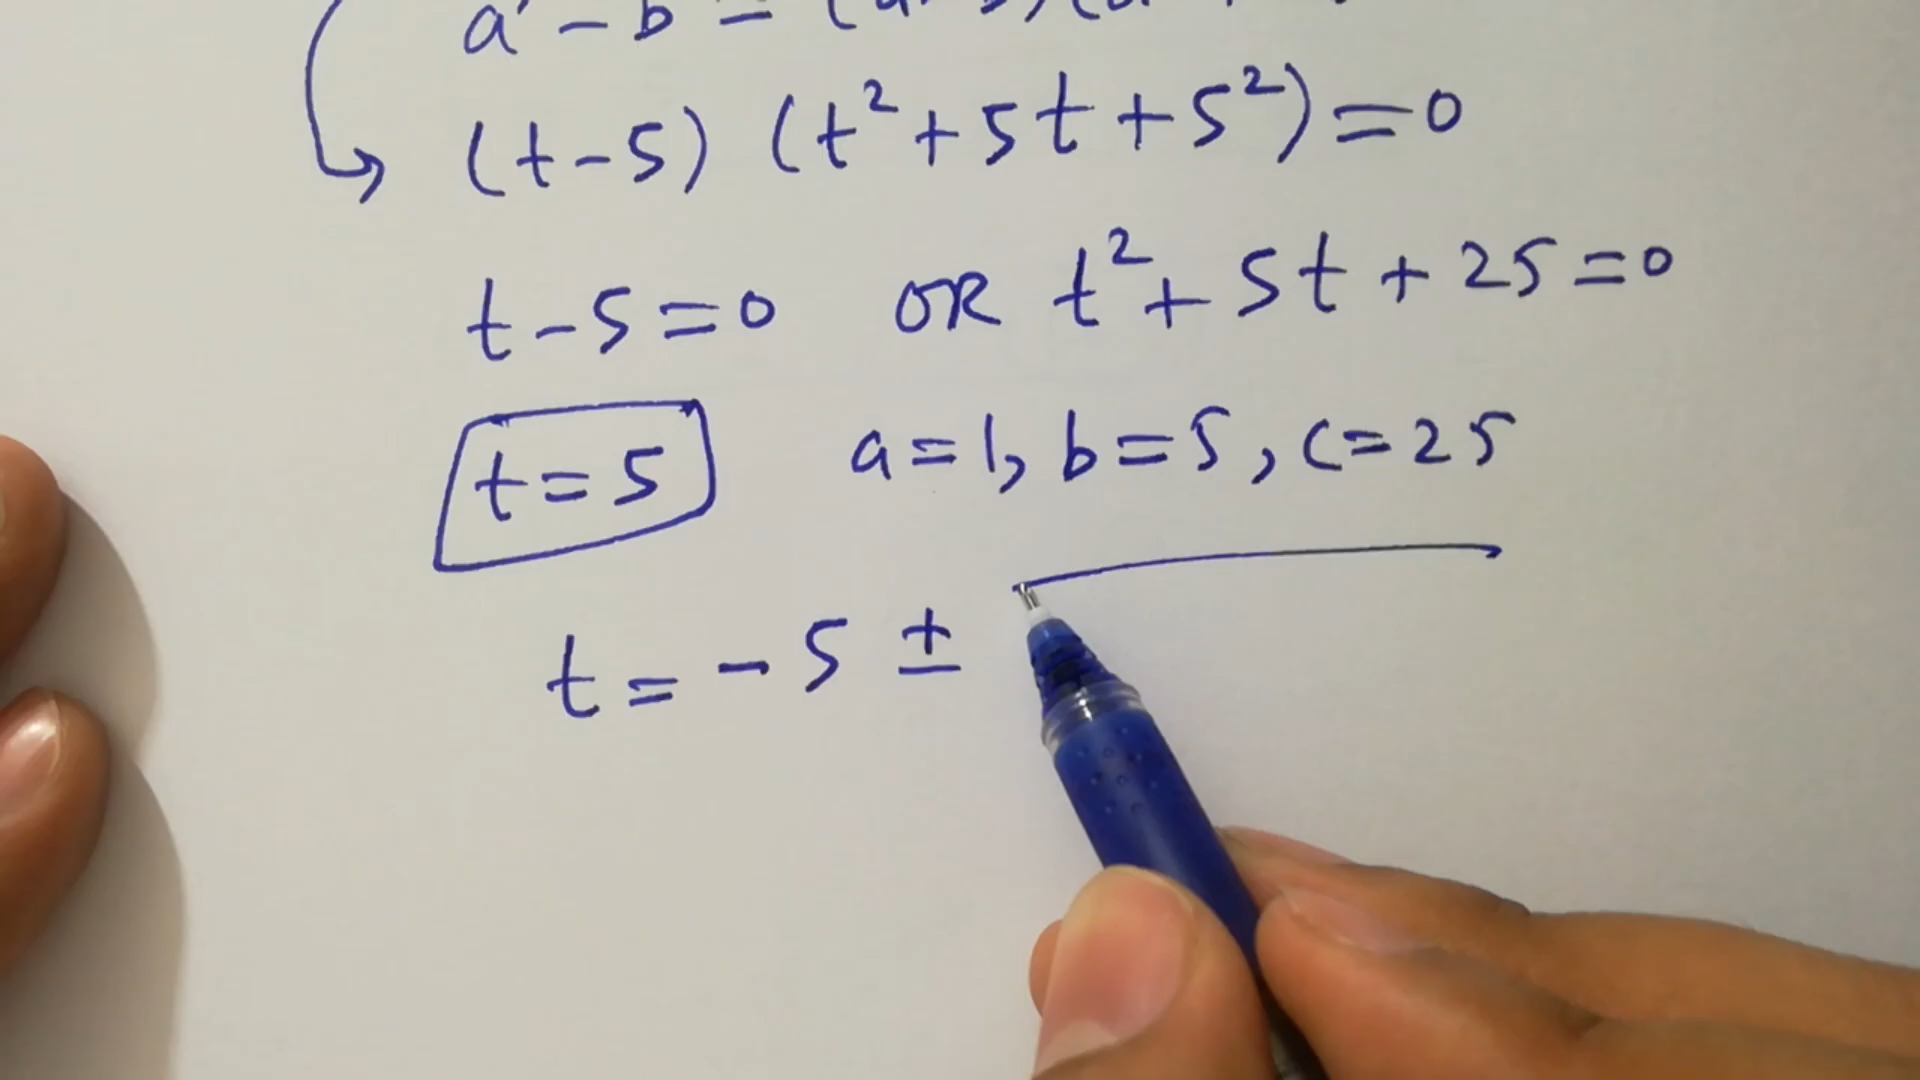 (t-5) (t²+5t+5²)=0
t-5=0 OR t²+5t+25=0
t=5 a=1, b=5, c=25
t=-5±